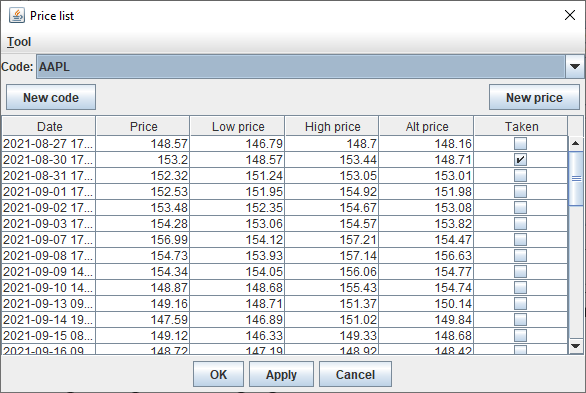 Price list
Tool
Code: AAPL
New code New price
Date Price Low price High price Alt price Taken
2021-08-27 17... 148.57 146.79 148.7 148.16
2021-08-30 17... 153.2 148.57 153.44 148.71
2021-08-31 17... 152.32 151.24 153.05 153.01
2021-09-01 17... 152.53 151.95 154.92 151.98
2021-09-02 17... 153.48 152.35 154.67 153.08
2021-09-03 17... 154.28 153.06 154.57 153.82
2021-09-07 17... 156.99 154.12 157.21 154.47
2021-09-08 17... 154.73 153.93 157.14 156.63
2021-09-09 14... 154.34 154.05 156.06 154.77
2021-09-10 14... 148.87 148.68 155.43 154.74
2021-09-13 09... 149.16 148.71 151.37 150.14
2021-09-14 19... 147.59 146.89 151.02 149.84
2021-09-15 08... 149.12 146.33 149.33 148.68
2021-09-16 09... 148.72 147.19 148.92 148.42
OK Apply Cancel